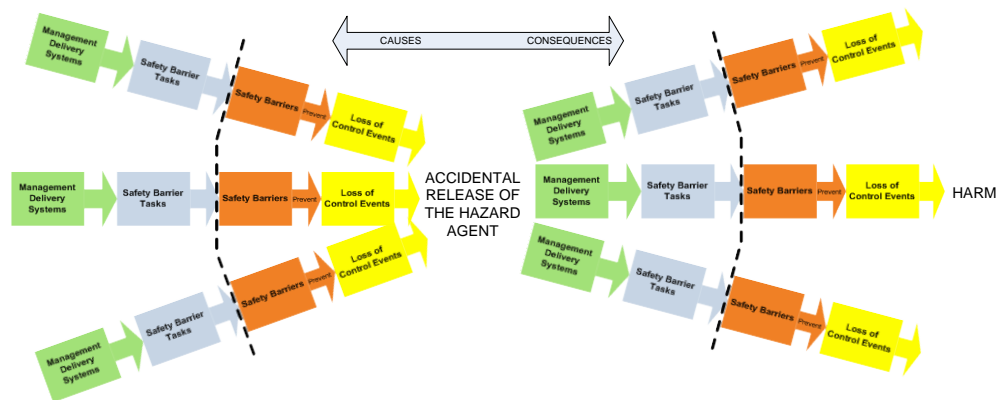 CAUSES
CONSEQUENCES
Management
Delivery
Systems
Safety Barrier
Tasks
Safety Barriers
Prevent
Loss of
Control Events
Management
Delivery
Systems
Safety Barrier
Tasks
Safety Barriers
Prevent
Loss of
Control Events
Management
Delivery
Systems
Safety Barrier
Tasks
Safety Barriers
Prevent
Loss of
Control Events
ACCIDENTAL
RELEASE OF
THE HAZARD
AGENT
Management
Delivery
Systems
Safety Barrier
Tasks
Safety Barriers
Prevent
Loss of
Control Events
Management
Delivery
Systems
Safety Barrier
Tasks
Safety Barriers
Prevent
Loss of
Control Events
HARM
Management
Delivery
Systems
Safety Barrier
Tasks
Safety Barriers
Prevent
Loss of
Control Events